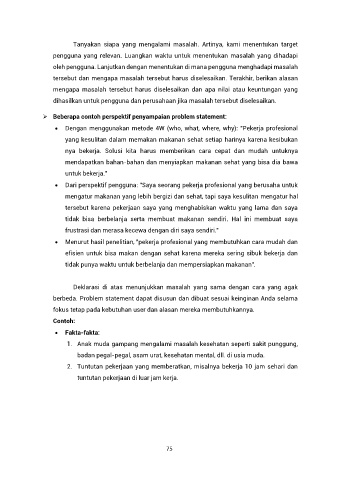 Tanyakan siapa yang mengalami masalah. Artinya, kami menentukan target
pengguna yang relevan. Luangkan waktu untuk menentukan masalah yang dihadapi
oleh pengguna. Lanjutkan dengan menentukan di mana pengguna menghadapi masalah
tersebut dan mengapa masalah tersebut harus diselesaikan. Terakhir, berikan alasan
mengapa masalah tersebut harus diselesaikan dan apa nilai atau keuntungan yang
dihasilkan untuk pengguna dan perusahaan jika masalah tersebut diselesaikan.
➢ Beberapa contoh perspektif penyampaian problem statement:
• Dengan menggunakan metode 4W (who, what, where, why): "Pekerja profesional
yang kesulitan dalam memakan makanan sehat setiap harinya karena kesibukan
nya bekerja. Solusi kita harus memberikan cara cepat dan mudah untuknya
mendapatkan bahan-bahan dan menyiapkan makanan sehat yang bisa dia bawa
untuk bekerja."
• Dari perspektif pengguna: "Saya seorang pekerja profesional yang berusaha untuk
mengatur makanan yang lebih bergizi dan sehat, tapi saya kesulitan mengatur hal
tersebut karena pekerjaan saya yang menghabiskan waktu yang lama dan saya
tidak bisa berbelanja serta membuat makanan sendiri. Hal ini membuat saya
frustrasi dan merasa kecewa dengan diri saya sendiri."
• Menurut hasil penelitian, "pekerja profesional yang membutuhkan cara mudah dan
efisien untuk bisa makan dengan sehat karena mereka sering sibuk bekerja dan
tidak punya waktu untuk berbelanja dan mempersiapkan makanan".
Deklarasi di atas menunjukkan masalah yang sama dengan cara yang agak
berbeda. Problem statement dapat disusun dan dibuat sesuai keinginan Anda selama
fokus tetap pada kebutuhan user dan alasan mereka membutuhkannya.
Contoh:
• Fakta-fakta:
1. Anak muda gampang mengalami masalah kesehatan seperti sakit punggung,
badan pegal-pegal, asam urat, kesehatan mental, dll. di usia muda.
2. Tuntutan pekerjaan yang memberatkan, misalnya bekerja 10 jam sehari dan
tuntutan pekerjaan di luar jam kerja.
75